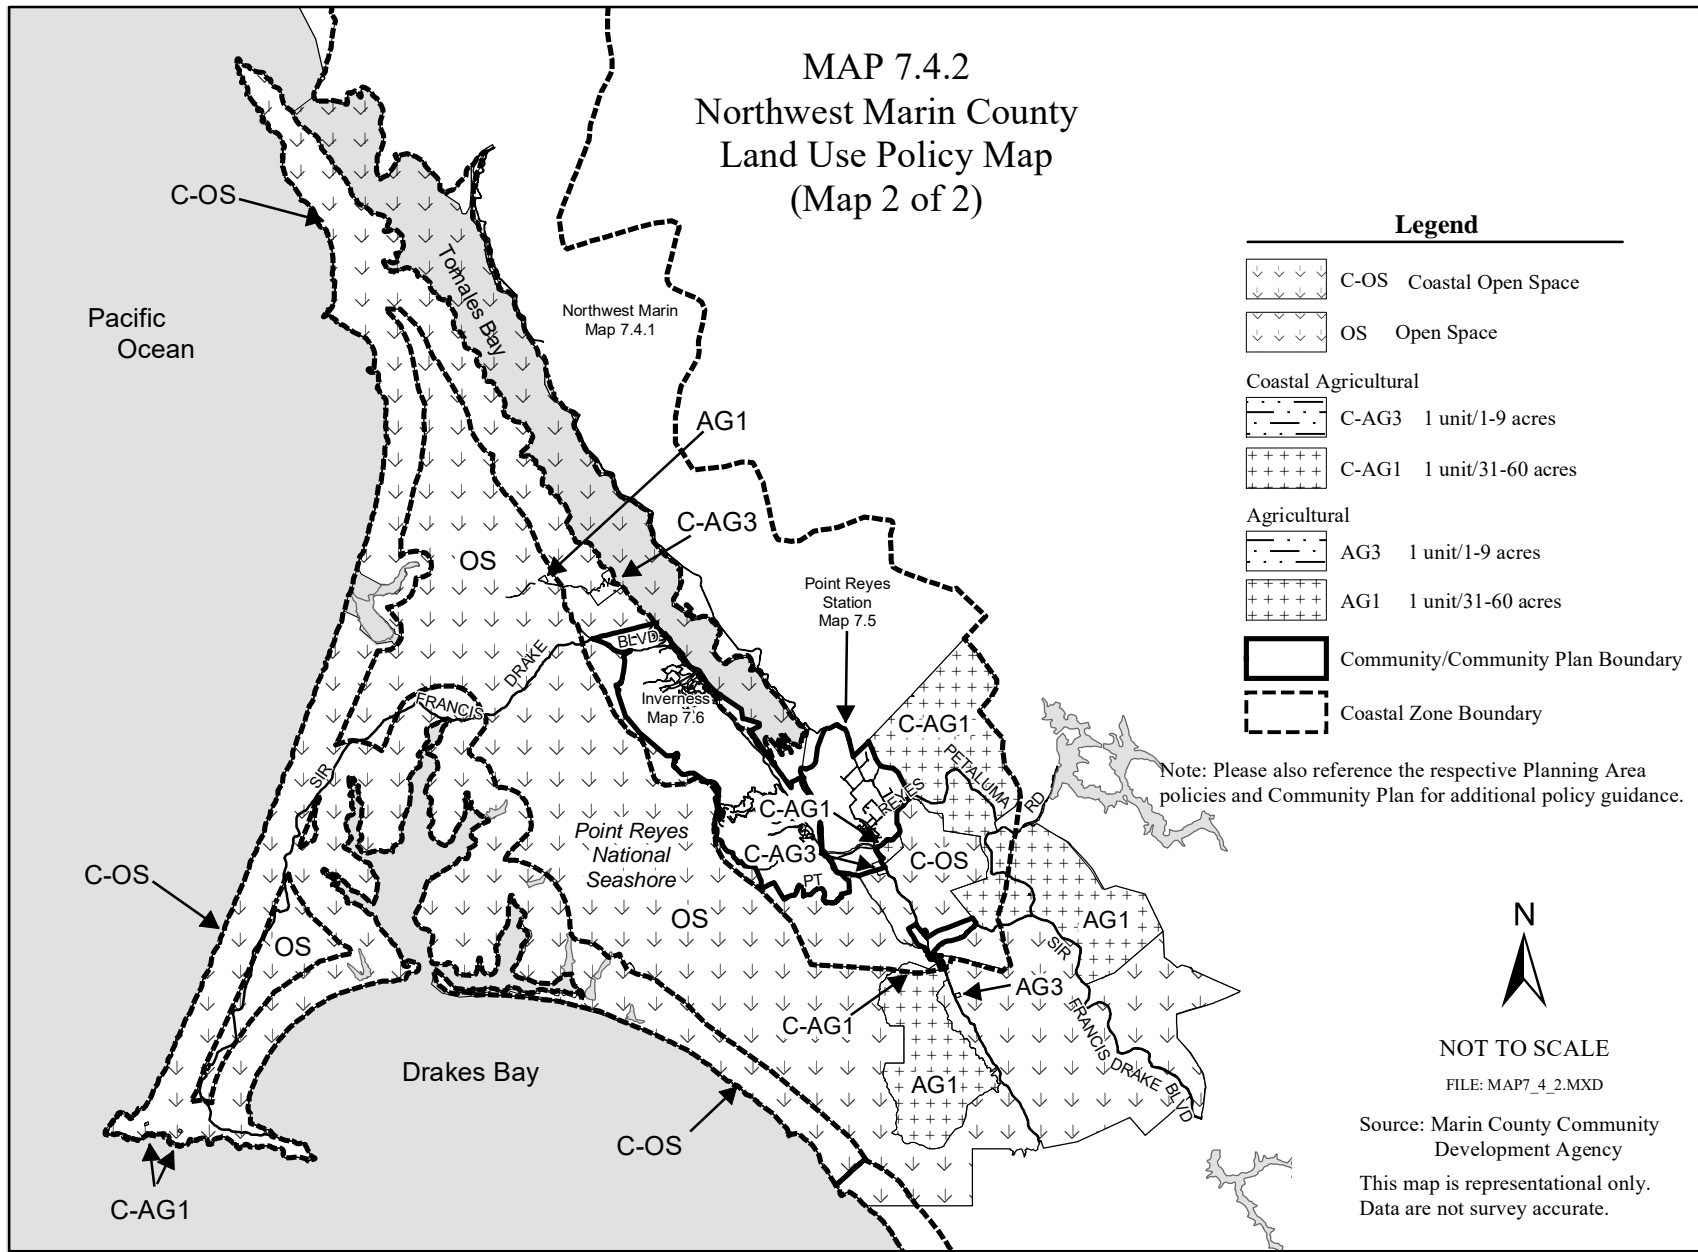 MAP 7.4.2
Northwest Marin County
Land Use Policy Map
(Map 2 of 2)
C-OS
Pacific
Ocean
Tomales Bay
Northwest Marin
Map 7.4.1
AG1
C-AG3
OS
Point Reyes
Station
Map 7.5
BLVD
DRAKE
FRANCIS
SIR
Inverness
Map 7.6
C-AG1
PETALUMA
RD
REYES
C-AG1
C-AG3
PT
C-OS
Point Reyes
National
Seashore
C-OS
OS
OS
AG1
SIR
FRANCIS DRAKE BLVD
AG3
C-AG1
AG1
Drakes Bay
C-OS
C-AG1
Legend
C-OS Coastal Open Space
OS Open Space
Coastal Agricultural
C-AG3 1 unit/1-9 acres
C-AG1 1 unit/31-60 acres
Agricultural
AG3 1 unit/1-9 acres
AG1 1 unit/31-60 acres
Community/Community Plan Boundary
Coastal Zone Boundary
Note: Please also reference the respective Planning Area
policies and Community Plan for additional policy guidance.
N
NOT TO SCALE
FILE: MAP7_4_2.MXD
Source: Marin County Community
Development Agency
This map is representational only.
Data are not survey accurate.